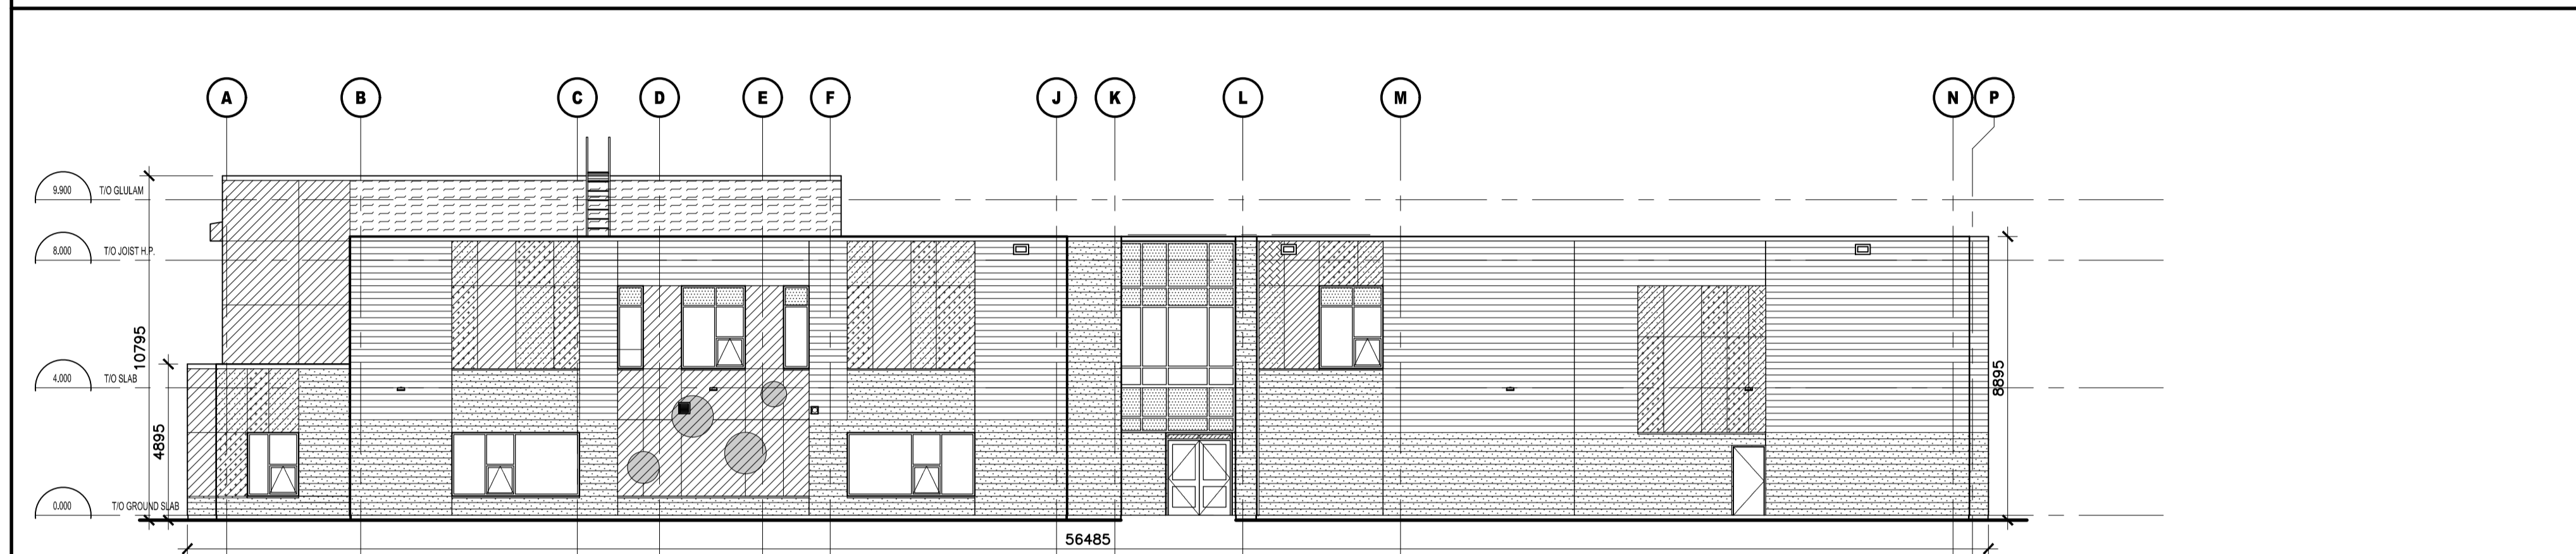 A B C D E F J K L M N P
9.900 T/O GLULAM
8.000 T/O JOIST H.P.
10795
4.000 T/O SLAB
8895
4895
0.000 T/O GROUND SLAB
56485